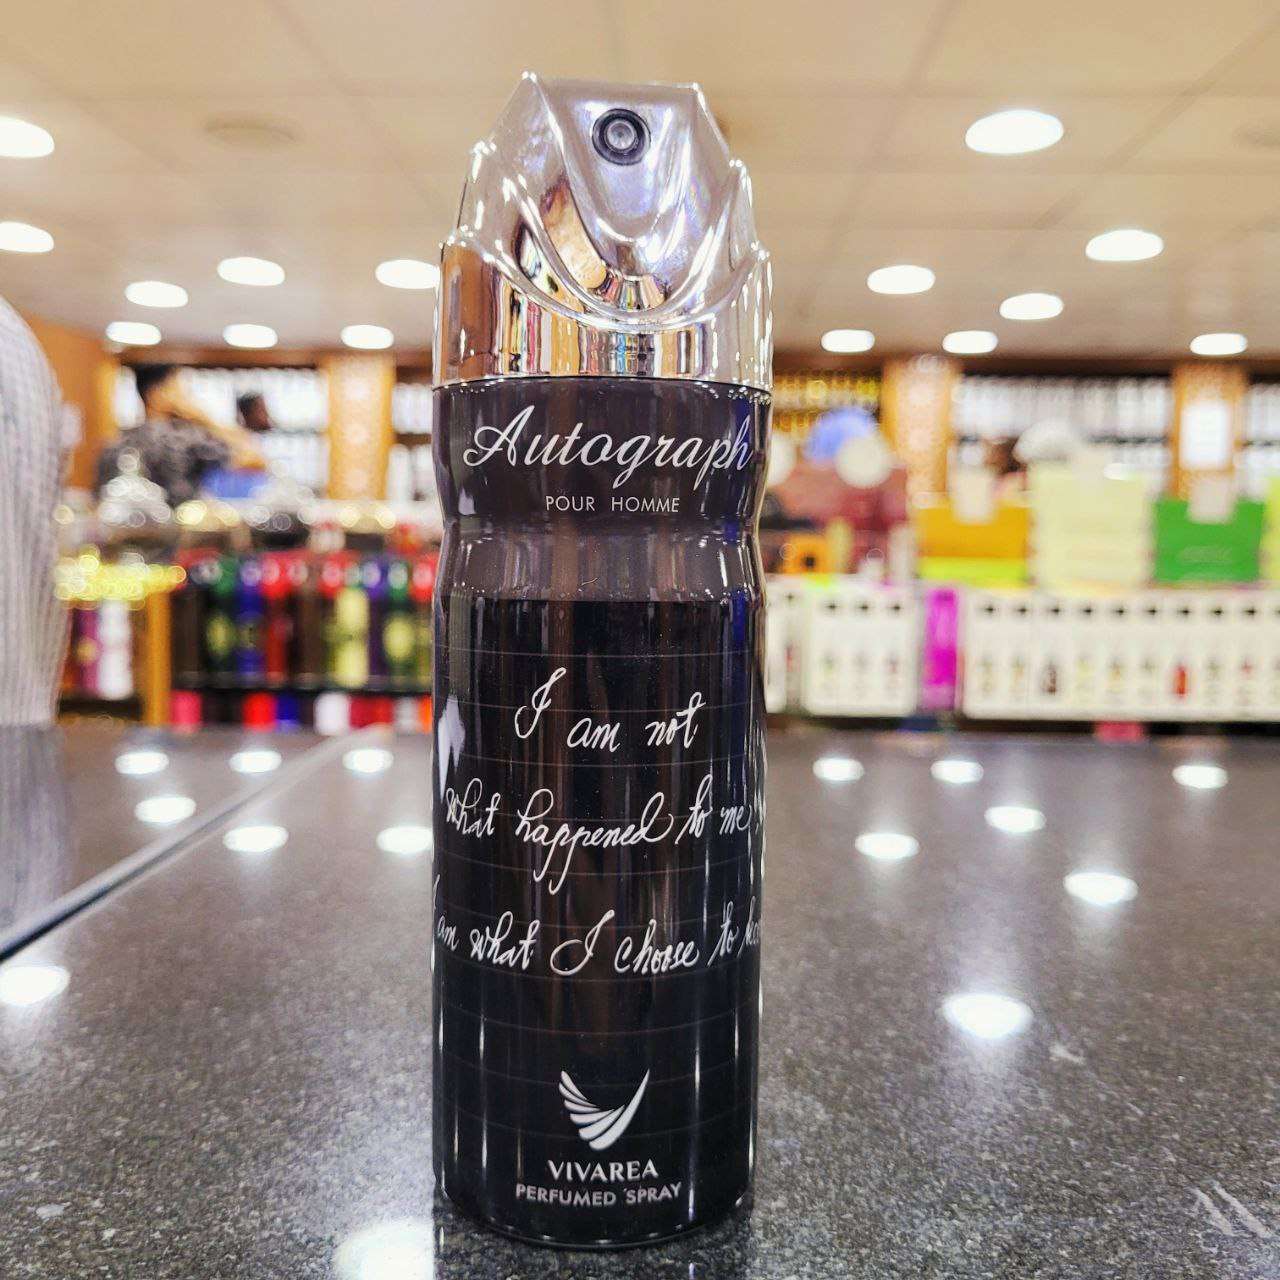 Autograph
POUR HOMME
I am not
what happened to me
am what I choose to
VIVAREA
PERFUMED SPRAY